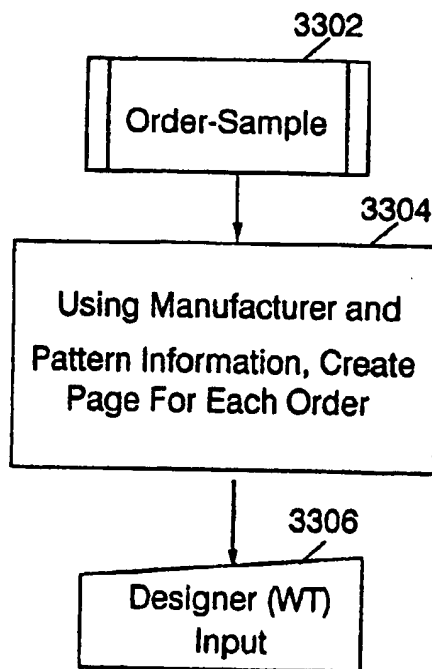 3302
Order-Sample
3304
Using Manufacturer and
Pattern Information, Create
Page For Each Order
3306
Designer (WT)
Input